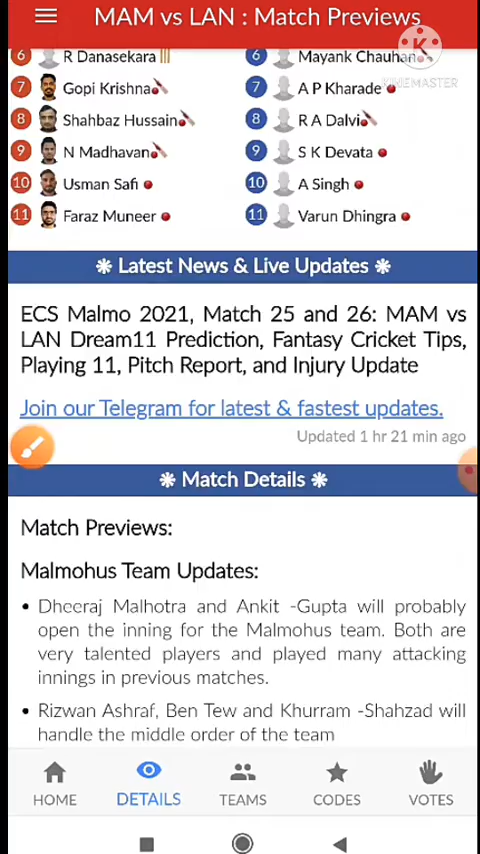 MAM vs LAN : Match Previews
K
KINEMASTER
6 R Danasekara
6 Mayank Chauhan
7 Gopi Krishna
7 A P Kharade
8 Shahbaz Hussain
8 R A Dalvi
9 N Madhavan
9 S K Devata
10 Usman Safi
10 A Singh
11 Faraz Muneer
11 Varun Dhingra
❋ Latest News & Live Updates ❋
ECS Malmo 2021, Match 25 and 26: MAM vs
LAN Dream11 Prediction, Fantasy Cricket Tips,
Playing 11, Pitch Report, and Injury Update
Join our Telegram for latest & fastest updates.
Updated 1 hr 21 min ago
❋ Match Details ❋
Match Previews:
Malmohus Team Updates:
• Dheeraj Malhotra and Ankit -Gupta will probably
open the inning for the Malmohus team. Both are
very talented players and played many attacking
innings in previous matches.
• Rizwan Ashraf, Ben Tew and Khurram -Shahzad will
handle the middle order of the team
HOME
DETAILS
TEAMS
CODES
VOTES